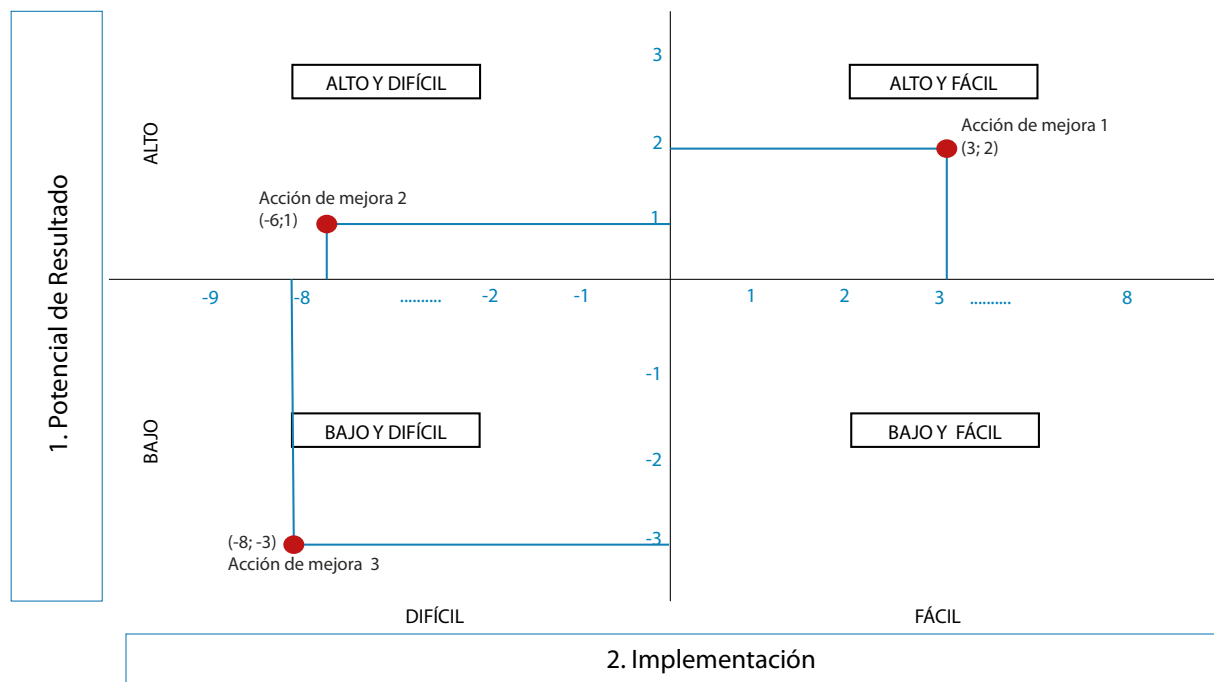 3
ALTO Y DIFÍCIL
ALTO Y FÁCIL
Acción de mejora 1
(3; 2)
2
ALTO
Acción de mejora 2
(-6;1)
1
1. Potencial de Resultado
-9
-8
..........
-2
-1
1
2
3
..........
8
-1
BAJO
BAJO Y DIFÍCIL
BAJO Y FÁCIL
-2
(-8; -3)
-3
Acción de mejora 3
DIFÍCIL
FÁCIL
2. Implementación